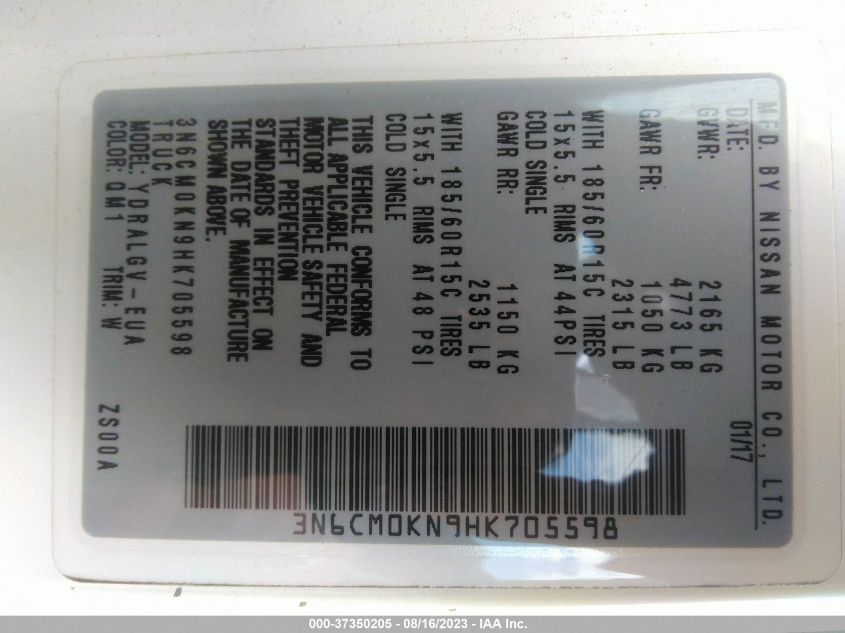 MFD. BY NISSAN MOTOR CO., LTD.
DATE: 01/17
GVWR: 2165 KG
4773 LB
GAWR FR: 1050 KG
2315 LB
WITH 185/60R15C TIRES
15x5.5 RIMS AT 44PSI
COLD SINGLE
GAWR RR: 1150 KG
2535 LB
WITH 185/60R15C TIRES
15x5.5 RIMS AT 48 PSI
COLD SINGLE
THIS VEHICLE CONFORMS TO
ALL APPLICABLE FEDERAL
MOTOR VEHICLE SAFETY AND
THEFT PREVENTION
STANDARDS IN EFFECT ON
THE DATE OF MANUFACTURE
SHOWN ABOVE.
3N6CM0KN9HK705598
TRUCK
MODEL: YDRALGV-EUA
COLOR: QM1 TRIM: W ZS00A
3N6CM0KN9HK705598
000-37350205 - 08/16/2023 - IAA Inc.